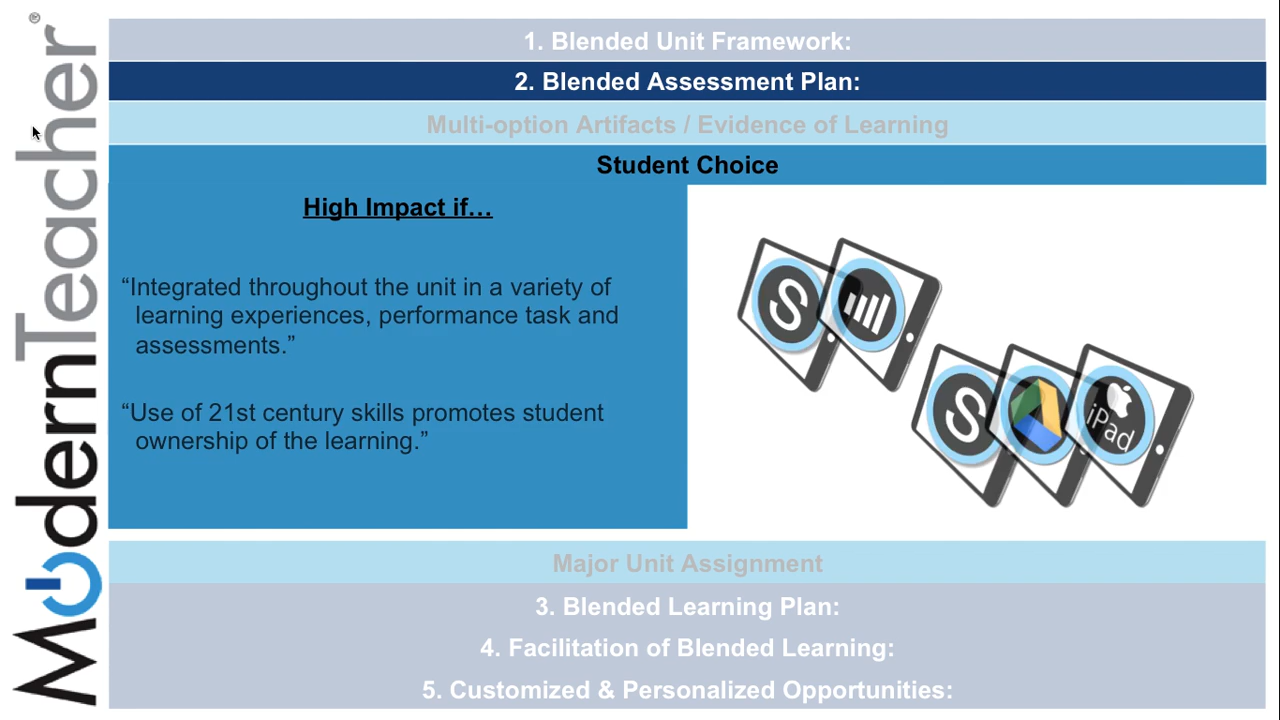 ModernTeacher®
1. Blended Unit Framework:
2. Blended Assessment Plan:
Multi-option Artifacts / Evidence of Learning
Student Choice
High Impact if…
“Integrated throughout the unit in a variety of
learning experiences, performance task and
assessments.”
“Use of 21st century skills promotes student
ownership of the learning.”
S
S
iPad
Major Unit Assignment
3. Blended Learning Plan:
4. Facilitation of Blended Learning:
5. Customized & Personalized Opportunities: